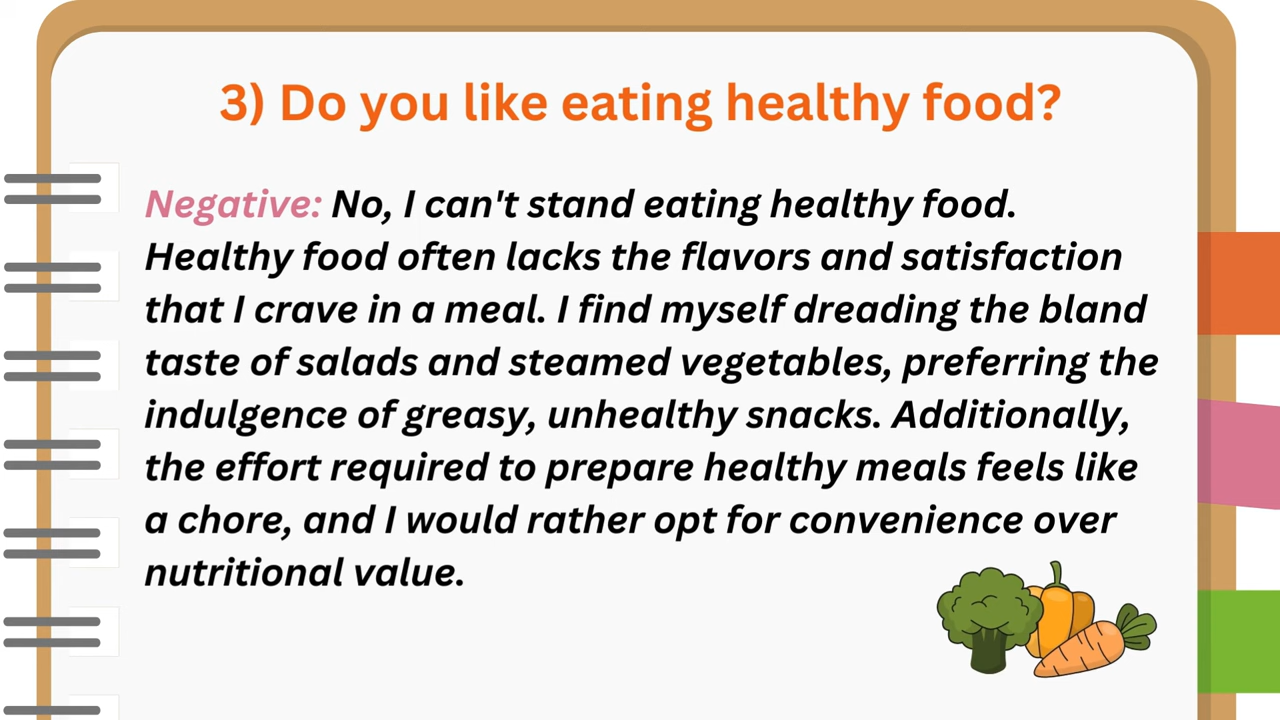 3) Do you like eating healthy food?
Negative: No, I can't stand eating healthy food.
Healthy food often lacks the flavors and satisfaction
that I crave in a meal. I find myself dreading the bland
taste of salads and steamed vegetables, preferring the
indulgence of greasy, unhealthy snacks. Additionally,
the effort required to prepare healthy meals feels like
a chore, and I would rather opt for convenience over
nutritional value.